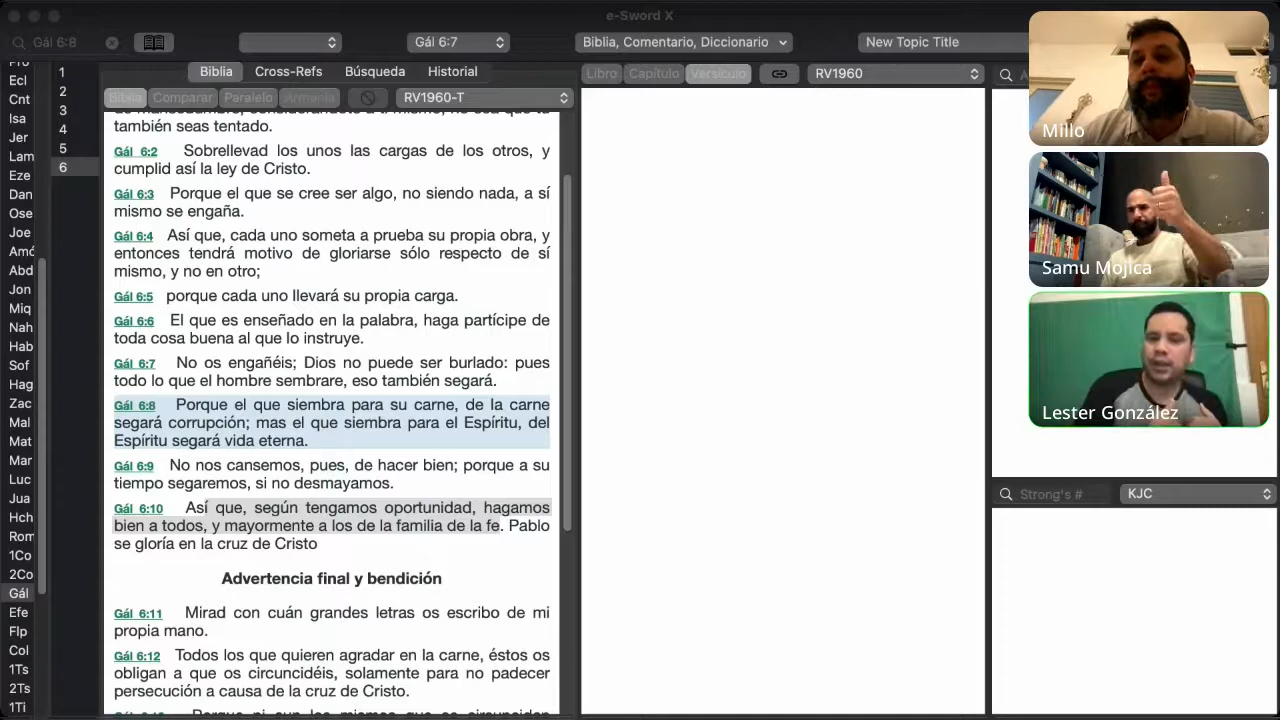 e-Sword X
Gál 6:8
Gál 6:7
Biblia, Comentario, Diccionario
New Topic Title
Biblia
Cross-Refs
Búsqueda
Historial
Libro
Capítulo
Versículo
RV1960
Biblia
Comparar
Paralelo
Armonía
RV1960-T
Ecl
Cnt
Isa
Jer
Lam
Eze
Dan
Ose
Joe
Amó
Abd
Jon
Miq
Nah
Hab
Sof
Hag
Zac
Mal
Mat
Mar
Luc
Jua
Hch
Rom
1Co
2Co
Gál
Efe
Flp
Col
1Ts
2Ts
1Ti
1
2
3
4
5
6
también seas tentado.
Gál 6:2 Sobrellevad los unos las cargas de los otros, y
cumplid así la ley de Cristo.
Gál 6:3 Porque el que se cree ser algo, no siendo nada, a sí
mismo se engaña.
Gál 6:4 Así que, cada uno someta a prueba su propia obra, y
entonces tendrá motivo de gloriarse sólo respecto de sí
mismo, y no en otro;
Gál 6:5 porque cada uno llevará su propia carga.
Gál 6:6 El que es enseñado en la palabra, haga partícipe de
toda cosa buena al que lo instruye.
Gál 6:7 No os engañéis; Dios no puede ser burlado: pues
todo lo que el hombre sembrare, eso también segará.
Gál 6:8 Porque el que siembra para su carne, de la carne
segará corrupción; mas el que siembra para el Espíritu, del
Espíritu segará vida eterna.
Gál 6:9 No nos cansemos, pues, de hacer bien; porque a su
tiempo segaremos, si no desmayamos.
Gál 6:10 Así que, según tengamos oportunidad, hagamos
bien a todos, y mayormente a los de la familia de la fe. Pablo
se gloría en la cruz de Cristo
Advertencia final y bendición
Gál 6:11 Mirad con cuán grandes letras os escribo de mi
propia mano.
Gál 6:12 Todos los que quieren agradar en la carne, éstos os
obligan a que os circuncidéis, solamente para no padecer
persecución a causa de la cruz de Cristo.
Millo
Samu Mojica
Lester González
Strong's #
KJC